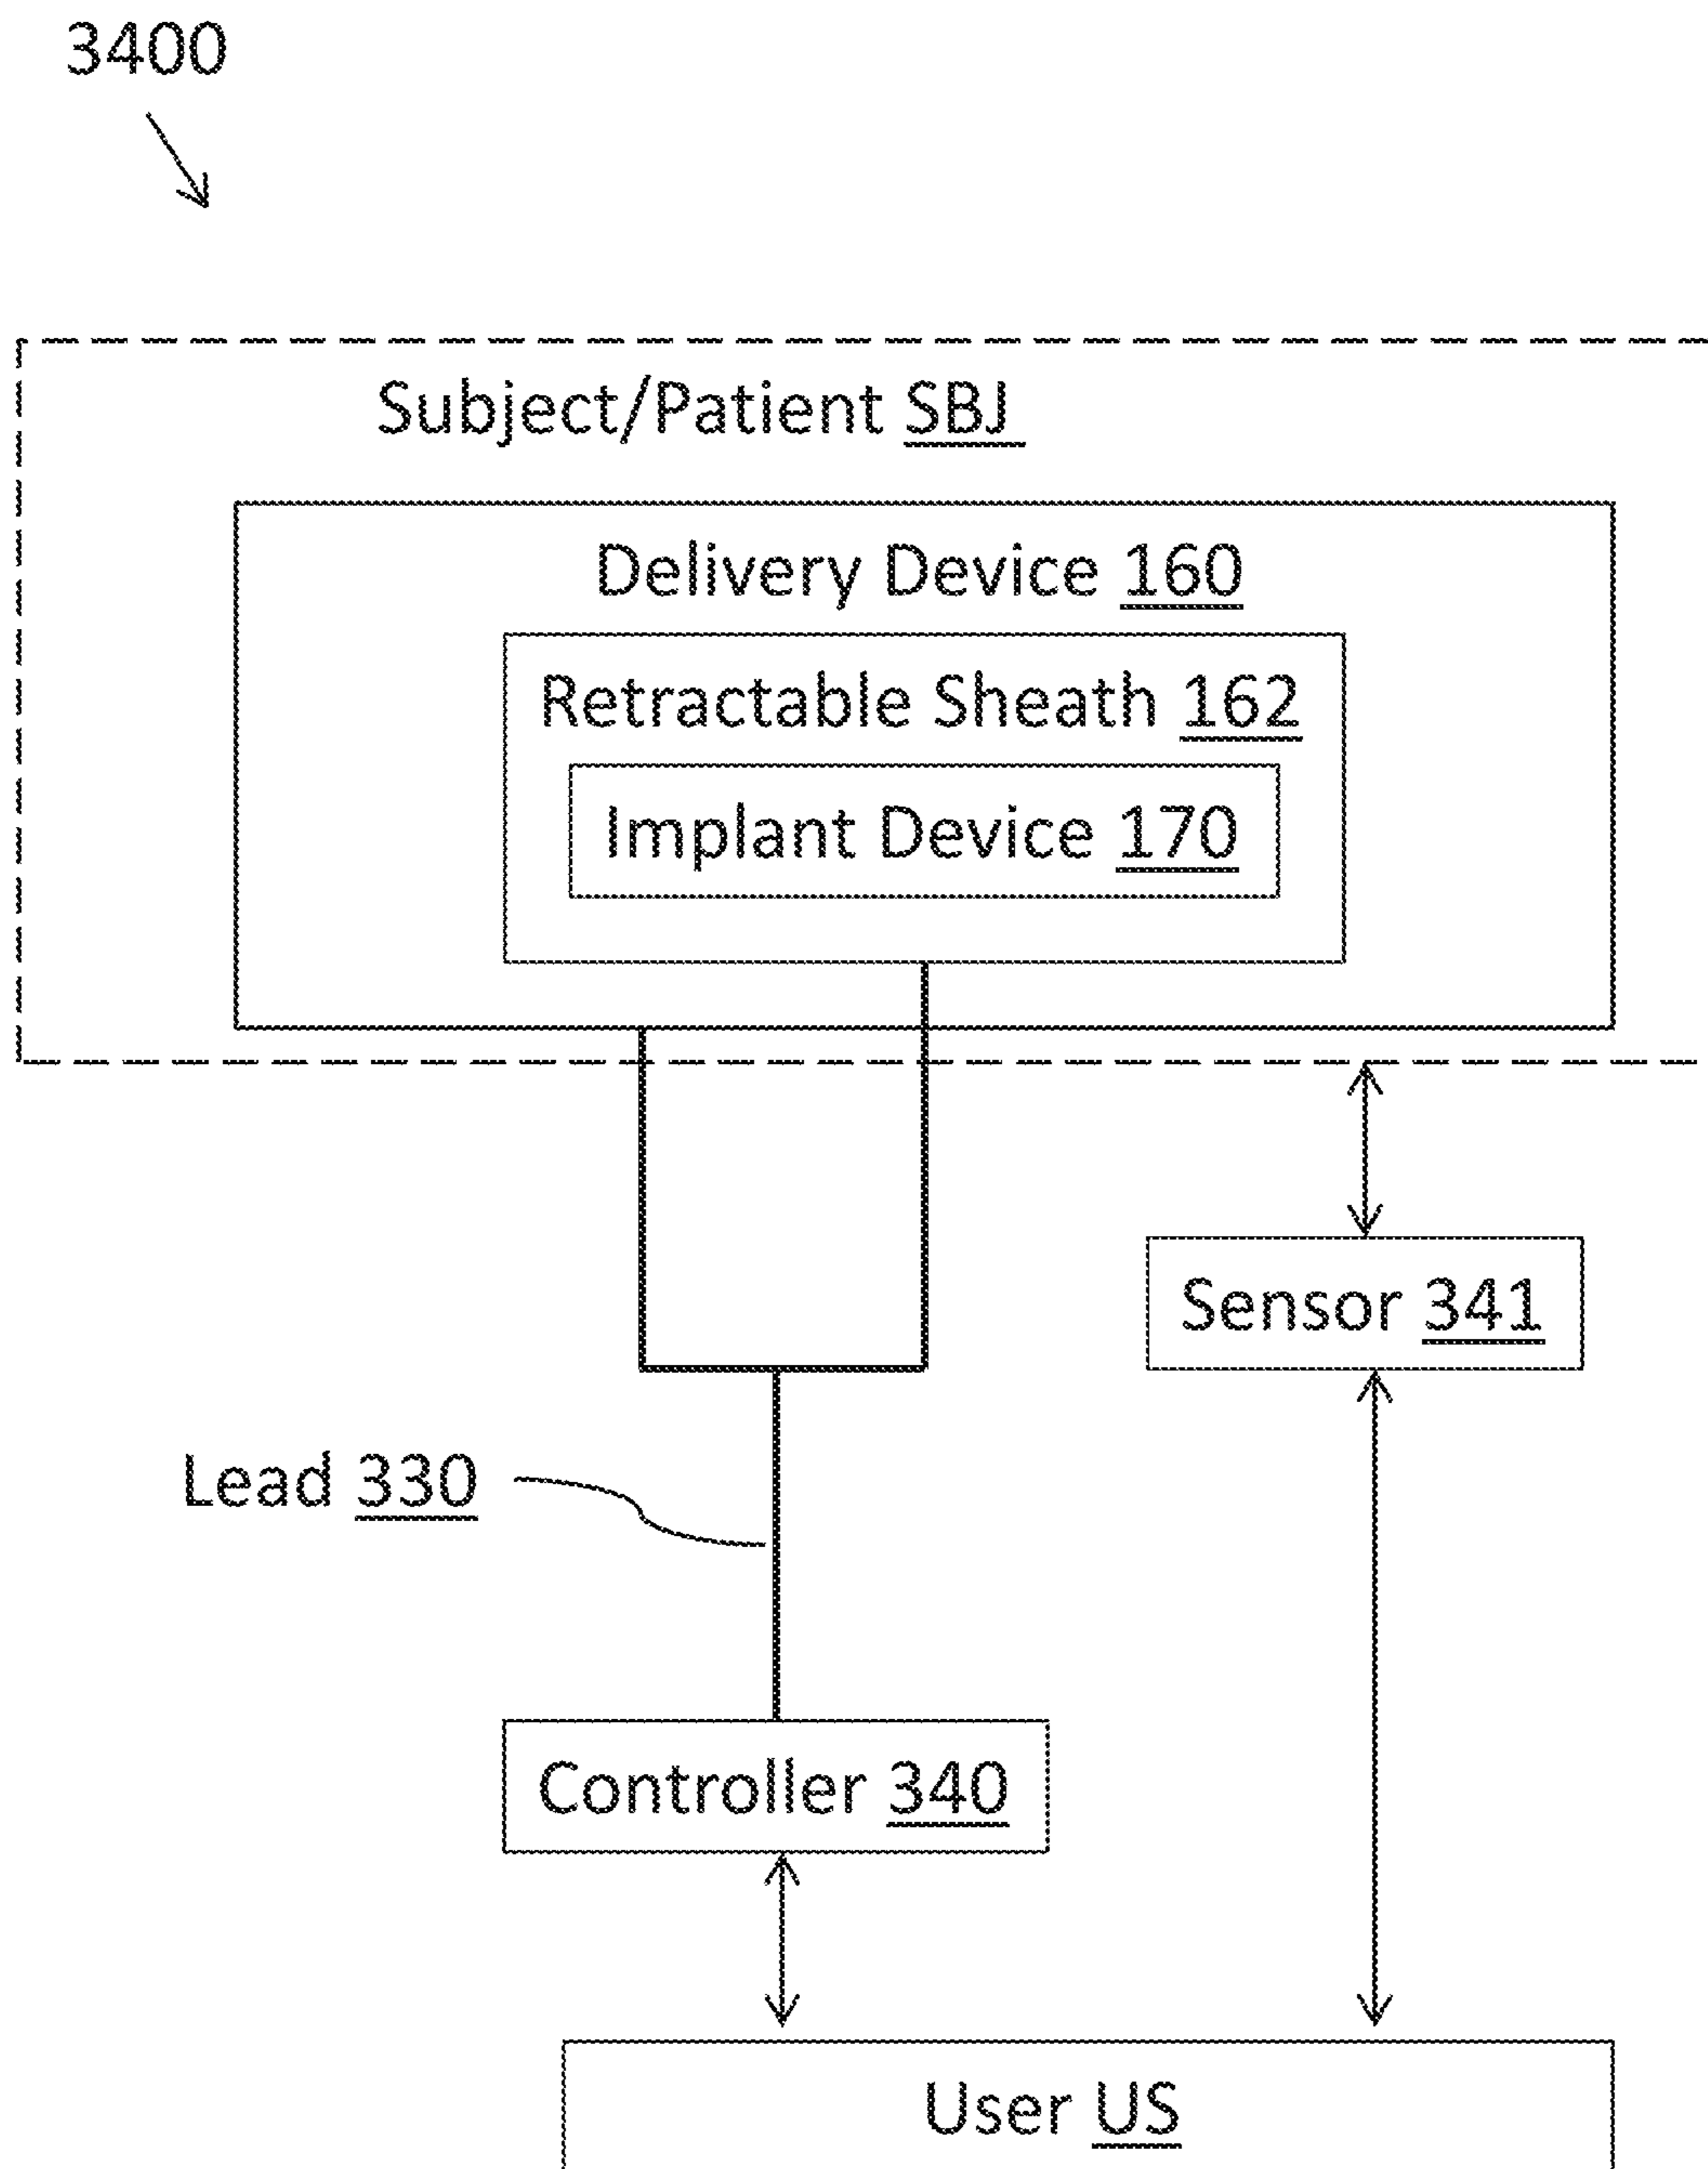 3400
Subject/Patient SBJ
Delivery Device 160
Retractable Sheath 162
Implant Device 170
Sensor 341
Lead 330
Controller 340
User US